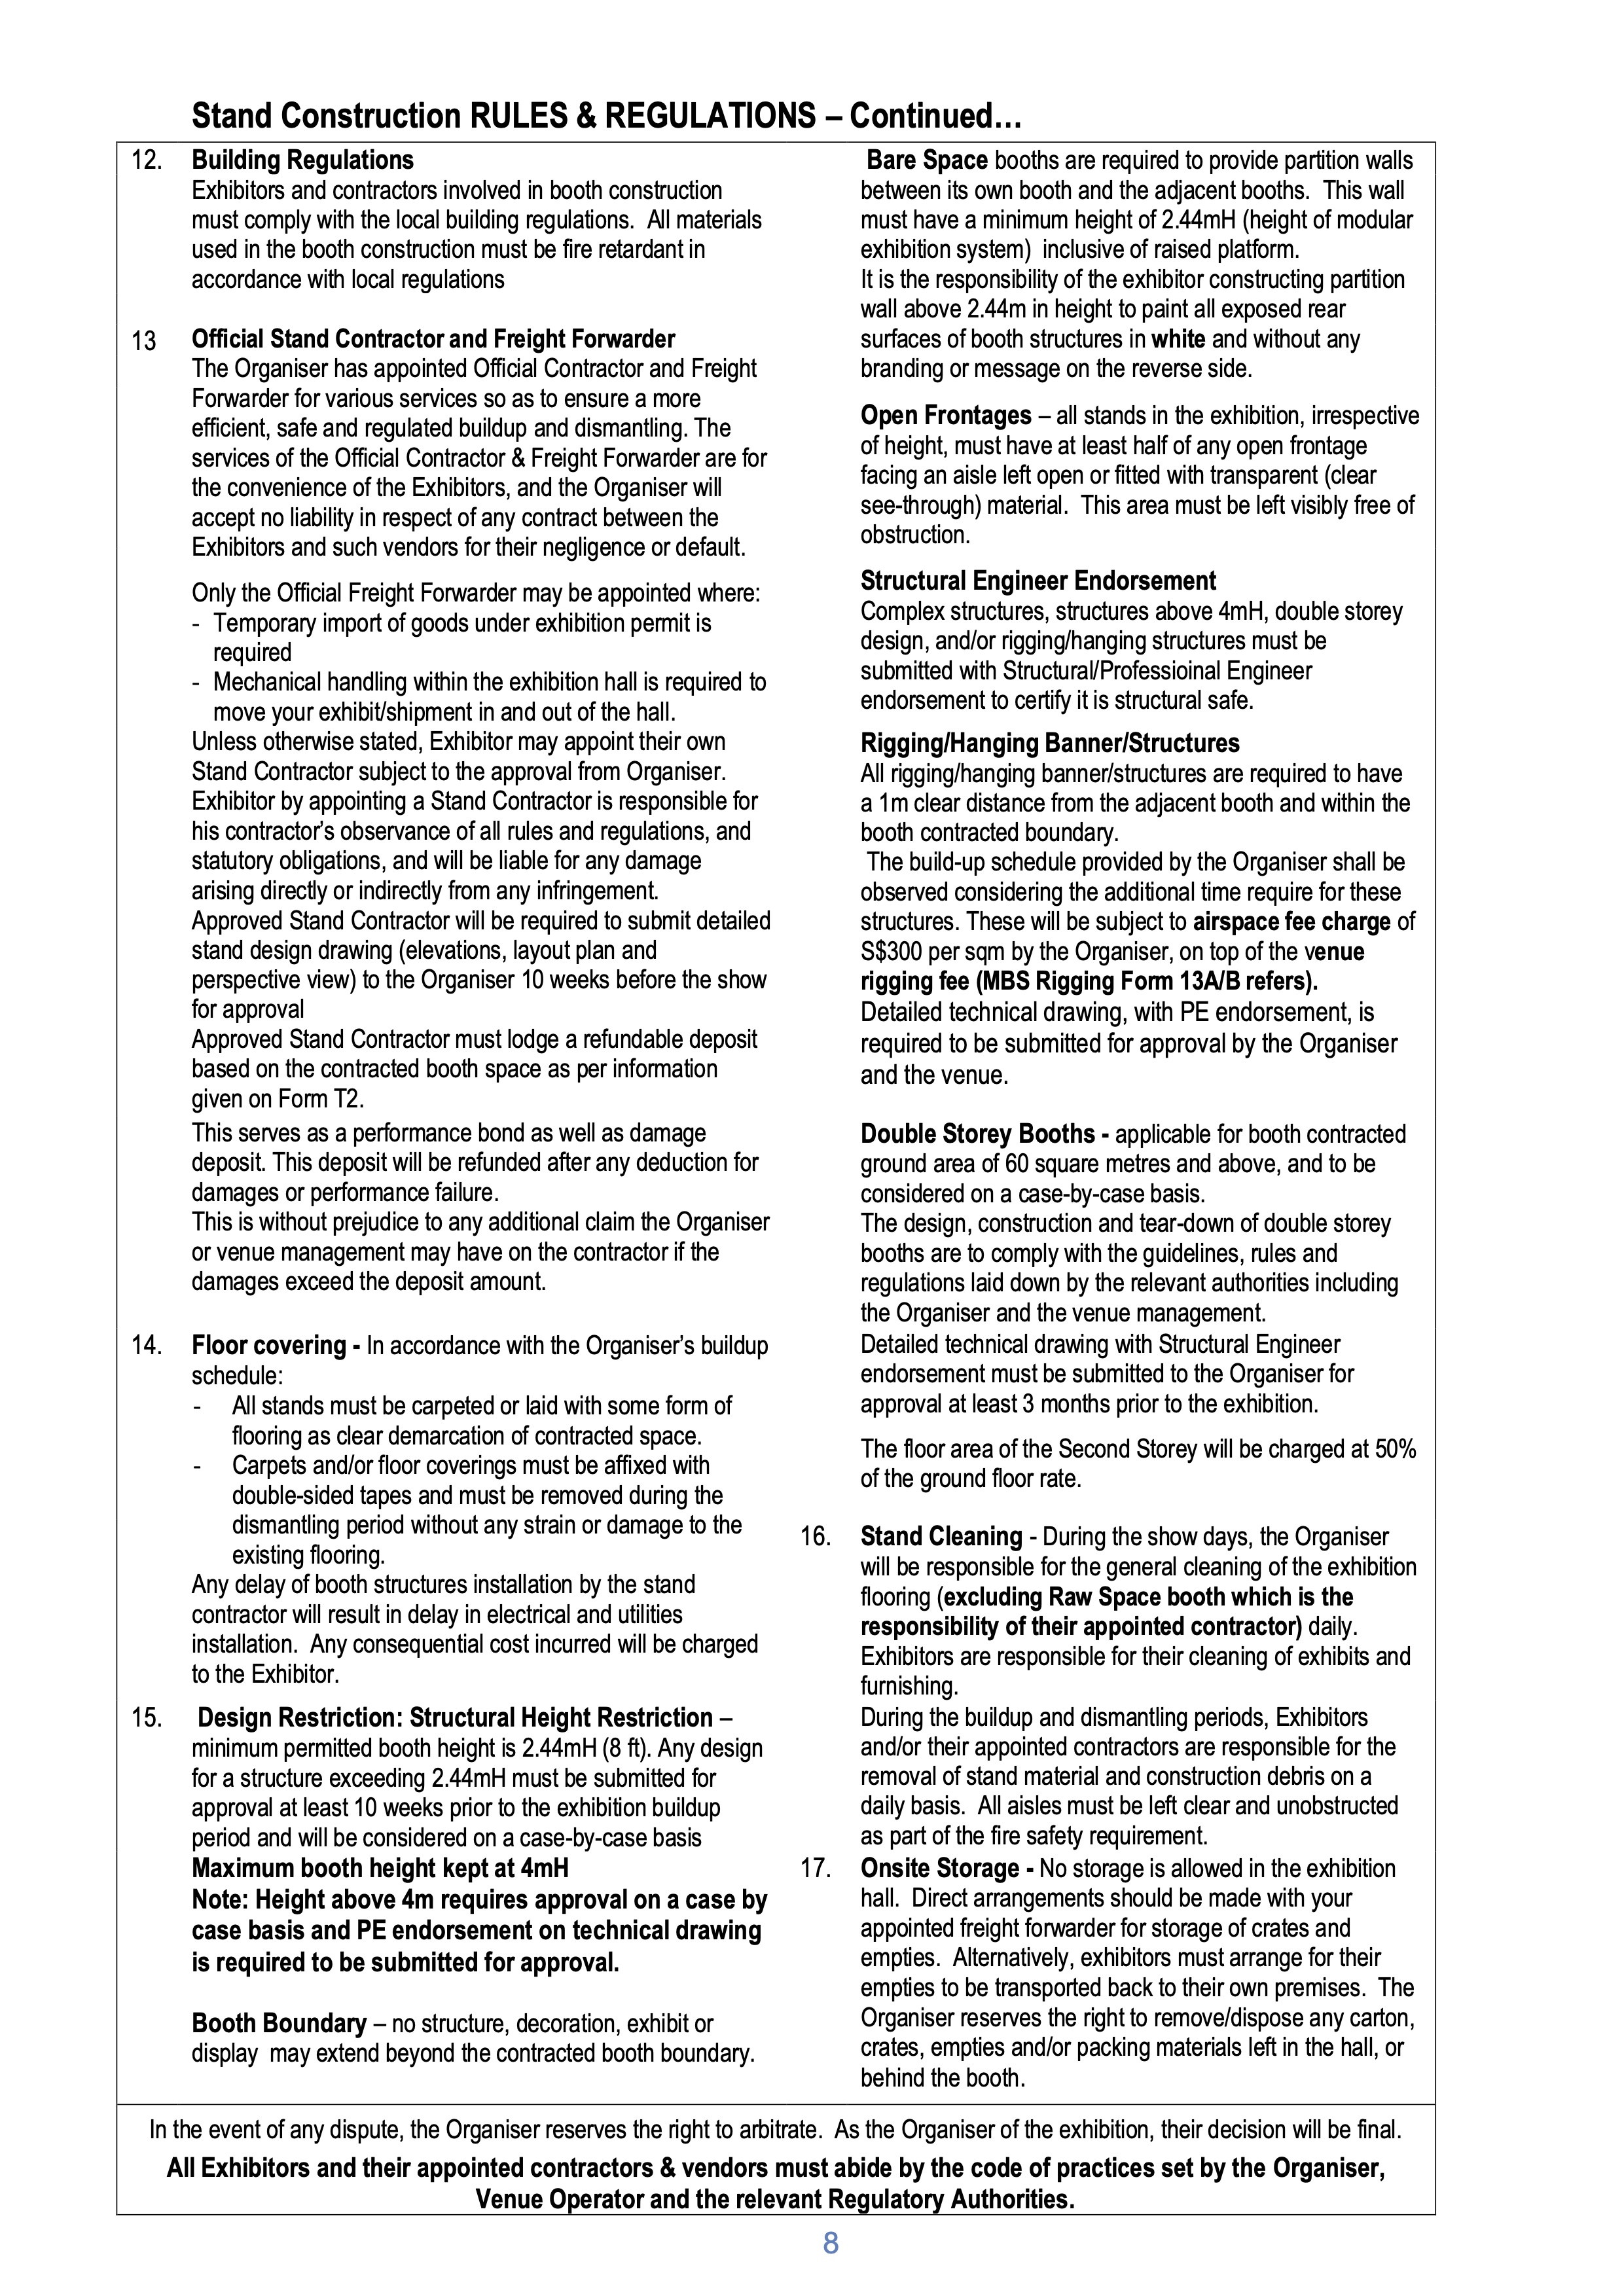 Stand Construction RULES & REGULATIONS – Continued…
12. Building Regulations
Exhibitors and contractors involved in booth construction
must comply with the local building regulations.  All materials
used in the booth construction must be fire retardant in
accordance with local regulations
13 Official Stand Contractor and Freight Forwarder
The Organiser has appointed Official Contractor and Freight
Forwarder for various services so as to ensure a more
efficient, safe and regulated buildup and dismantling. The
services of the Official Contractor & Freight Forwarder are for
the convenience of the Exhibitors, and the Organiser will
accept no liability in respect of any contract between the
Exhibitors and such vendors for their negligence or default.
Only the Official Freight Forwarder may be appointed where:
- Temporary import of goods under exhibition permit is
required
- Mechanical handling within the exhibition hall is required to
move your exhibit/shipment in and out of the hall.
Unless otherwise stated, Exhibitor may appoint their own
Stand Contractor subject to the approval from Organiser.
Exhibitor by appointing a Stand Contractor is responsible for
his contractor’s observance of all rules and regulations, and
statutory obligations, and will be liable for any damage
arising directly or indirectly from any infringement.
Approved Stand Contractor will be required to submit detailed
stand design drawing (elevations, layout plan and
perspective view) to the Organiser 10 weeks before the show
for approval
Approved Stand Contractor must lodge a refundable deposit
based on the contracted booth space as per information
given on Form T2.
This serves as a performance bond as well as damage
deposit. This deposit will be refunded after any deduction for
damages or performance failure.
This is without prejudice to any additional claim the Organiser
or venue management may have on the contractor if the
damages exceed the deposit amount.
14. Floor covering - In accordance with the Organiser’s buildup
schedule:
- All stands must be carpeted or laid with some form of
flooring as clear demarcation of contracted space.
- Carpets and/or floor coverings must be affixed with
double-sided tapes and must be removed during the
dismantling period without any strain or damage to the
existing flooring.
Any delay of booth structures installation by the stand
contractor will result in delay in electrical and utilities
installation.  Any consequential cost incurred will be charged
to the Exhibitor.
15. Design Restriction: Structural Height Restriction –
minimum permitted booth height is 2.44mH (8 ft). Any design
for a structure exceeding 2.44mH must be submitted for
approval at least 10 weeks prior to the exhibition buildup
period and will be considered on a case-by-case basis
Maximum booth height kept at 4mH
Note: Height above 4m requires approval on a case by
case basis and PE endorsement on technical drawing
is required to be submitted for approval.
Booth Boundary – no structure, decoration, exhibit or
display  may extend beyond the contracted booth boundary.
Bare Space booths are required to provide partition walls
between its own booth and the adjacent booths.  This wall
must have a minimum height of 2.44mH (height of modular
exhibition system)  inclusive of raised platform.
It is the responsibility of the exhibitor constructing partition
wall above 2.44m in height to paint all exposed rear
surfaces of booth structures in white and without any
branding or message on the reverse side.
Open Frontages – all stands in the exhibition, irrespective
of height, must have at least half of any open frontage
facing an aisle left open or fitted with transparent (clear
see-through) material.  This area must be left visibly free of
obstruction.
Structural Engineer Endorsement
Complex structures, structures above 4mH, double storey
design, and/or rigging/hanging structures must be
submitted with Structural/Professioinal Engineer
endorsement to certify it is structural safe.
Rigging/Hanging Banner/Structures
All rigging/hanging banner/structures are required to have
a 1m clear distance from the adjacent booth and within the
booth contracted boundary.
The build-up schedule provided by the Organiser shall be
observed considering the additional time require for these
structures. These will be subject to airspace fee charge of
S$300 per sqm by the Organiser, on top of the venue
rigging fee (MBS Rigging Form 13A/B refers).
Detailed technical drawing, with PE endorsement, is
required to be submitted for approval by the Organiser
and the venue.
Double Storey Booths - applicable for booth contracted
ground area of 60 square metres and above, and to be
considered on a case-by-case basis.
The design, construction and tear-down of double storey
booths are to comply with the guidelines, rules and
regulations laid down by the relevant authorities including
the Organiser and the venue management.
Detailed technical drawing with Structural Engineer
endorsement must be submitted to the Organiser for
approval at least 3 months prior to the exhibition.
The floor area of the Second Storey will be charged at 50%
of the ground floor rate.
16. Stand Cleaning - During the show days, the Organiser
will be responsible for the general cleaning of the exhibition
flooring (excluding Raw Space booth which is the
responsibility of their appointed contractor) daily.
Exhibitors are responsible for their cleaning of exhibits and
furnishing.
During the buildup and dismantling periods, Exhibitors
and/or their appointed contractors are responsible for the
removal of stand material and construction debris on a
daily basis.  All aisles must be left clear and unobstructed
as part of the fire safety requirement.
17. Onsite Storage - No storage is allowed in the exhibition
hall.  Direct arrangements should be made with your
appointed freight forwarder for storage of crates and
empties.  Alternatively, exhibitors must arrange for their
empties to be transported back to their own premises.  The
Organiser reserves the right to remove/dispose any carton,
crates, empties and/or packing materials left in the hall, or
behind the booth.
In the event of any dispute, the Organiser reserves the right to arbitrate.  As the Organiser of the exhibition, their decision will be final.
All Exhibitors and their appointed contractors & vendors must abide by the code of practices set by the Organiser,
Venue Operator and the relevant Regulatory Authorities.
8